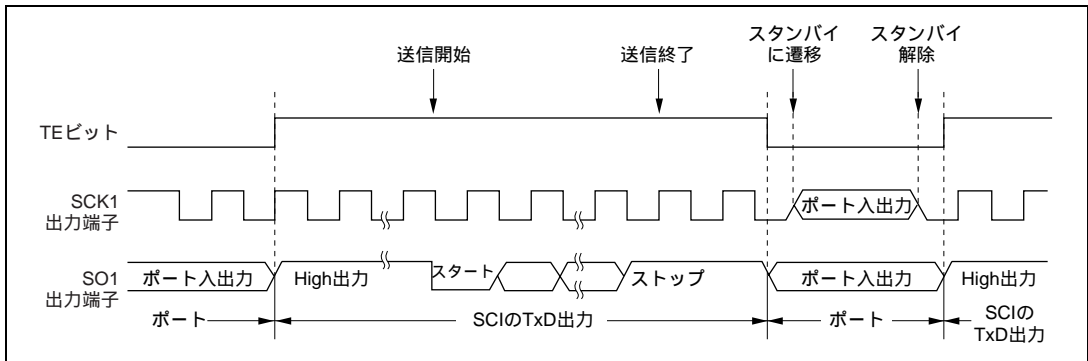 スタンバイ
に遷移
スタンバイ
解除
送信開始
送信終了
TEビット
SCK1
出力端子
ポート入出力
SO1
出力端子
ポート入出力
High出力
スタート
ストップ
ポート入出力
High出力
ポート
SCIのTxD出力
ポート
SCIの
TxD出力